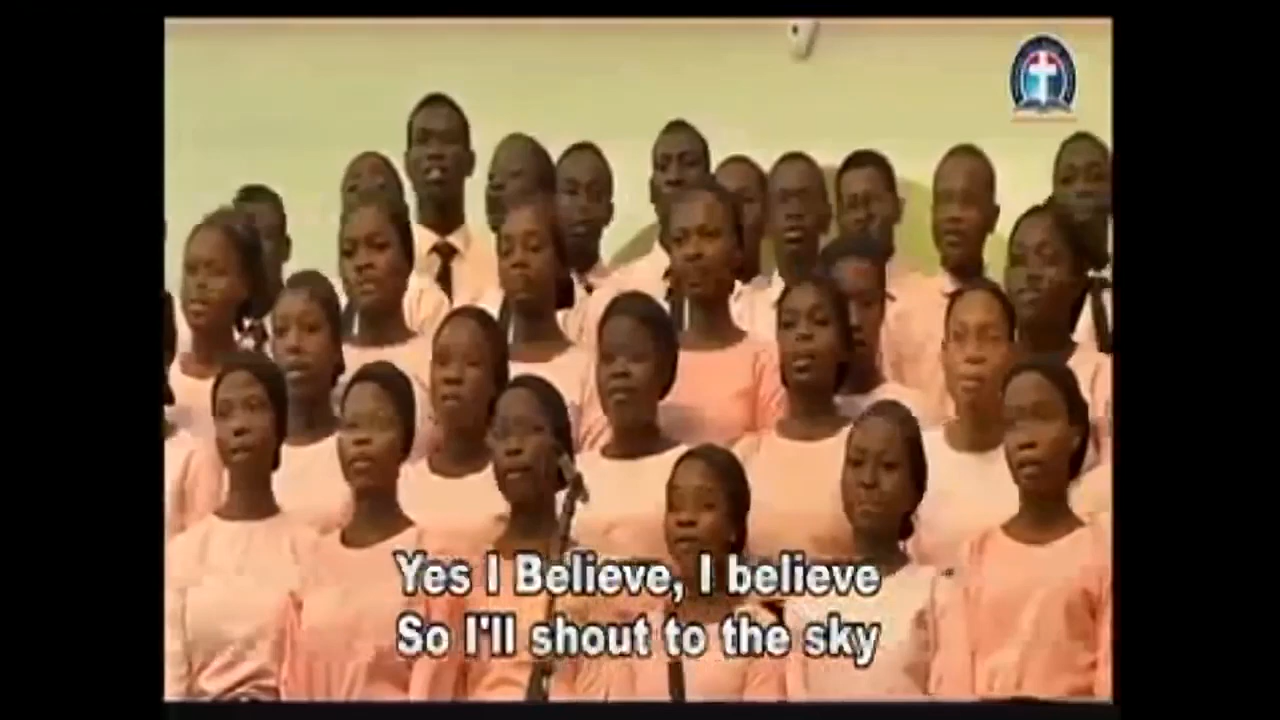 Yes I Believe, I believe
So I'll shout to the sky